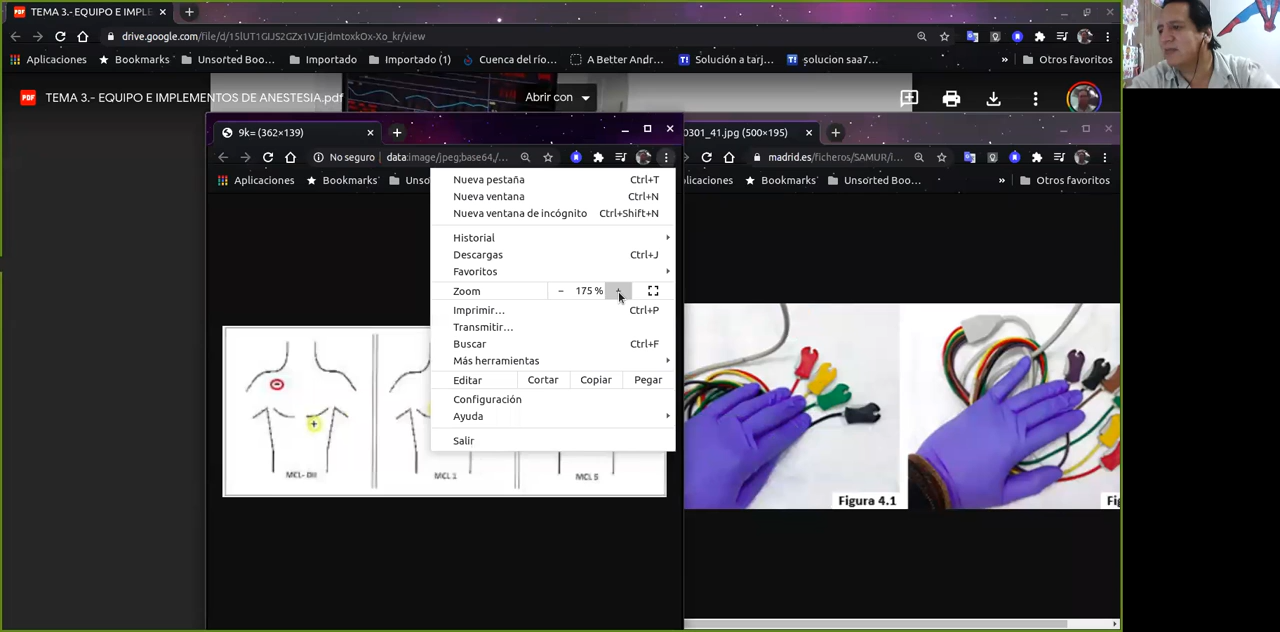 TEMA 3.- EQUIPO E IMPLE
drive.google.com/file/d/15lUT1GIJS2GZx1VJEjdmtoxkOx-Xo_kr/view
Aplicaciones
Bookmarks
Unsorted Boo...
Importado
Importado (1)
Cuenca del río...
A Better Andr...
Solución a tarj...
solucion saa7...
»
Otros favoritos
TEMA 3.- EQUIPO E IMPLEMENTOS DE ANESTESIA.pdf
Abrir con
9k= (362×139)
0301_41.jpg (500×195)
No seguro
data:image/jpeg;base64,/...
madrid.es/ficheros/SAMUR/i...
Aplicaciones
Bookmarks
Unso
Bookmarks
Unsorted Boo...
»
Otros favoritos
Nueva pestaña Ctrl+T
Nueva ventana Ctrl+N
Nueva ventana de incógnito Ctrl+Shift+N
Historial
Descargas Ctrl+J
Favoritos
Zoom − 175 % +
Imprimir... Ctrl+P
Transmitir...
Buscar Ctrl+F
Más herramientas
Editar Cortar Copiar Pegar
Configuración
Ayuda
Salir
MCL- DII
MCL 1
MCL 5
Figura 4.1